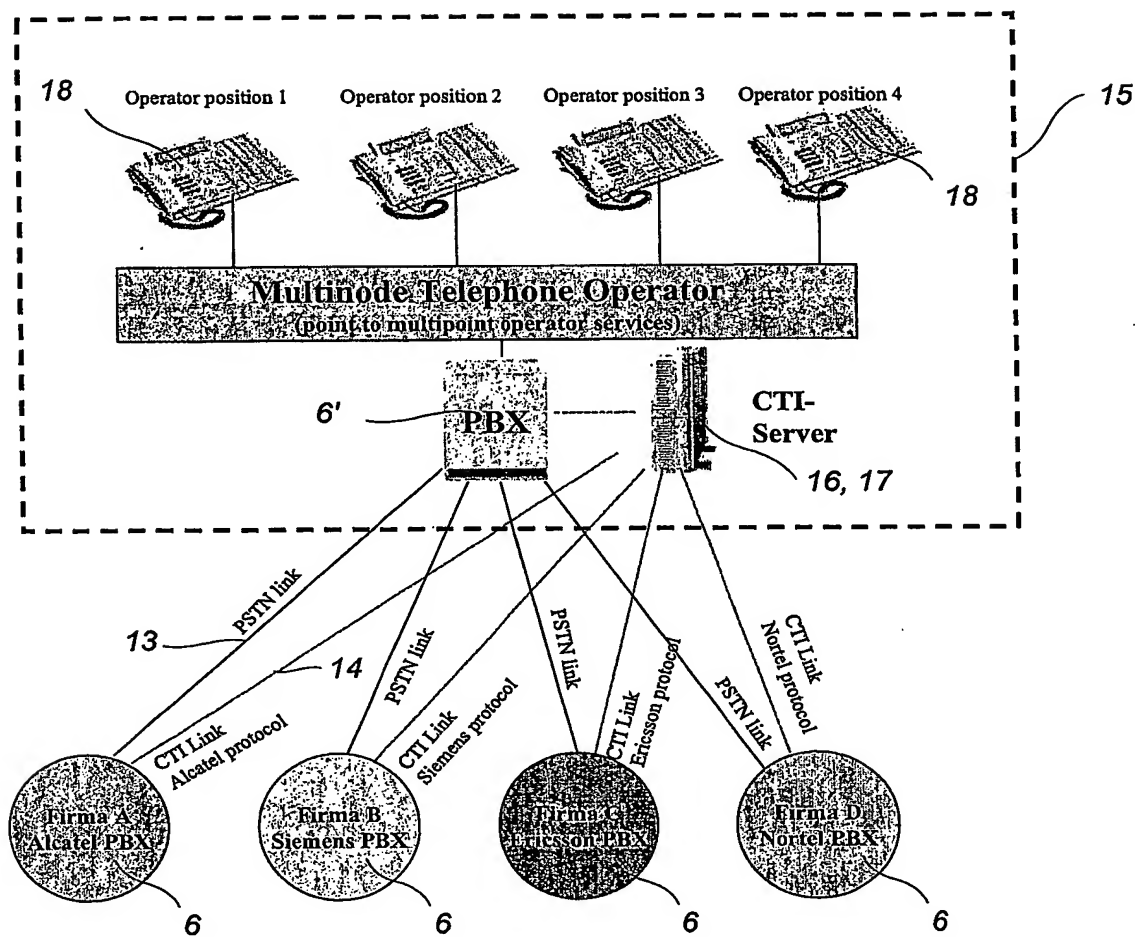 18
Operator position 1
Operator position 2
Operator position 3
Operator position 4
15
18
Multinode Telephone Operator
(point to multipoint operator services)
6'
PBX
CTI-
Server
16, 17
13
PSTN link
14
CTI Link
Alcatel protocol
PSTN link
CTI Link
Siemens protocol
PSTN link
CTI Link
Ericsson protocol
PSTN link
CTI Link
Nortel protocol
Firma A
Alcatel PBX
Firma B
Siemens PBX
Firma C
Ericsson PBX
Firma D
Nortel PBX
6
6
6
6